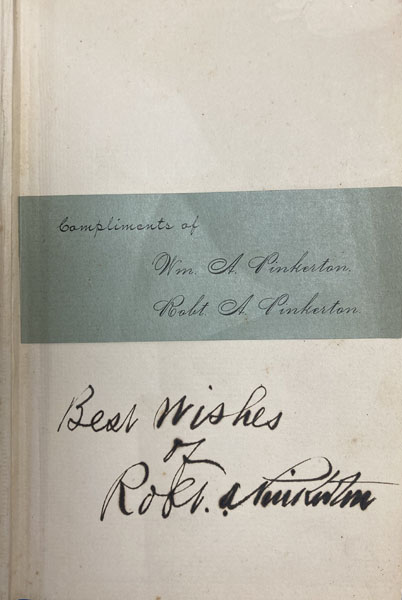 Compliments of
Wm. A. Pinkerton.
Robt. A. Pinkerton.
Best Wishes
of
Robt. A Pinkerton